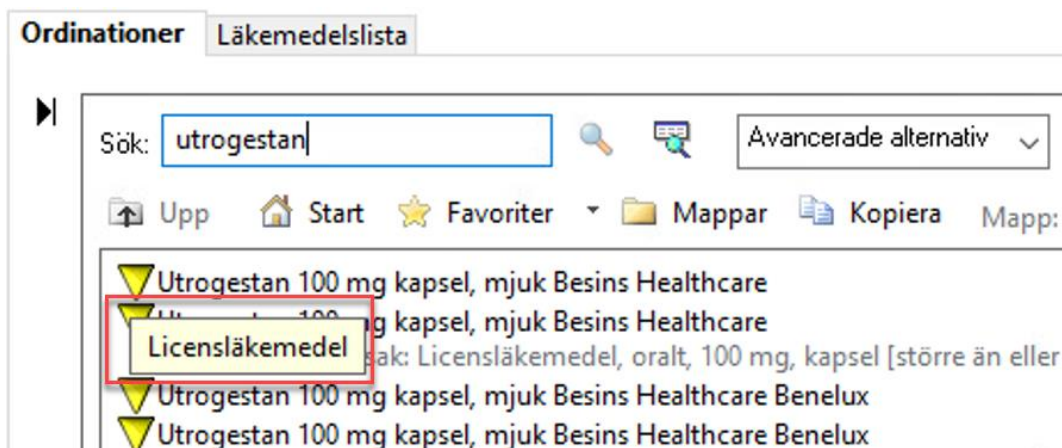 Ordinationer Läkemedelslista
Sök: utrogestan Avancerade alternativ
Upp Start Favoriter Mappar Kopiera Mapp:
Utrogestan 100 mg kapsel, mjuk Besins Healthcare
kapsel, mjuk Besins Healthcare
Licensläkemedel sak: Licensläkemedel, oralt, 100 mg, kapsel [större än eller
Utrogestan 100 mg kapsel, mjuk Besins Healthcare Benelux
Utrogestan 100 mg kapsel, mjuk Besins Healthcare Benelux